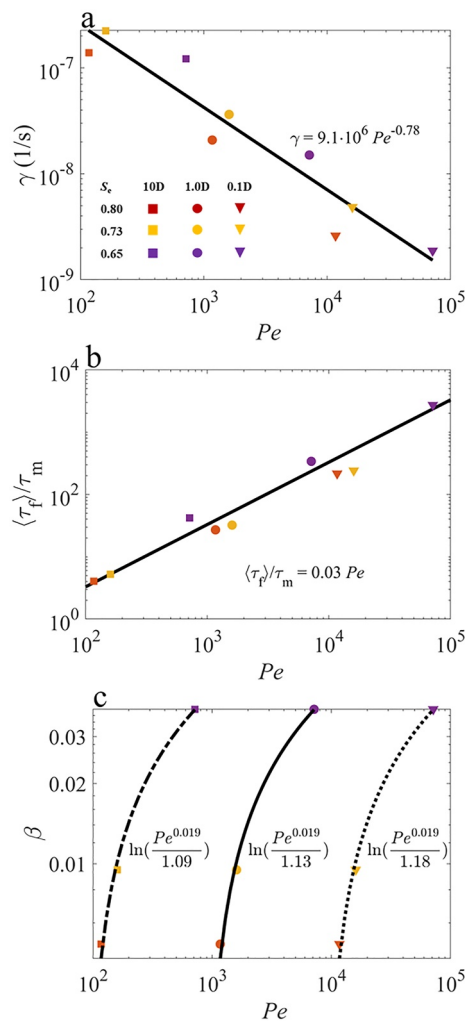 a
10^-7
10^-8
10^-9
γ (1/s)
γ = 9.1·10^6 Pe^-0.78
S_e 10D 1.0D 0.1D
0.80
0.73
0.65
10^2 10^3 10^4 10^5
Pe
b
10^4
10^2
10^0
⟨τ_f⟩/τ_m
⟨τ_f⟩/τ_m = 0.03 Pe
10^2 10^3 10^4 10^5
Pe
c
0.03
0.02
0.01
β
ln(Pe^0.019/1.09) ln(Pe^0.019/1.13) ln(Pe^0.019/1.18)
10^2 10^3 10^4 10^5
Pe